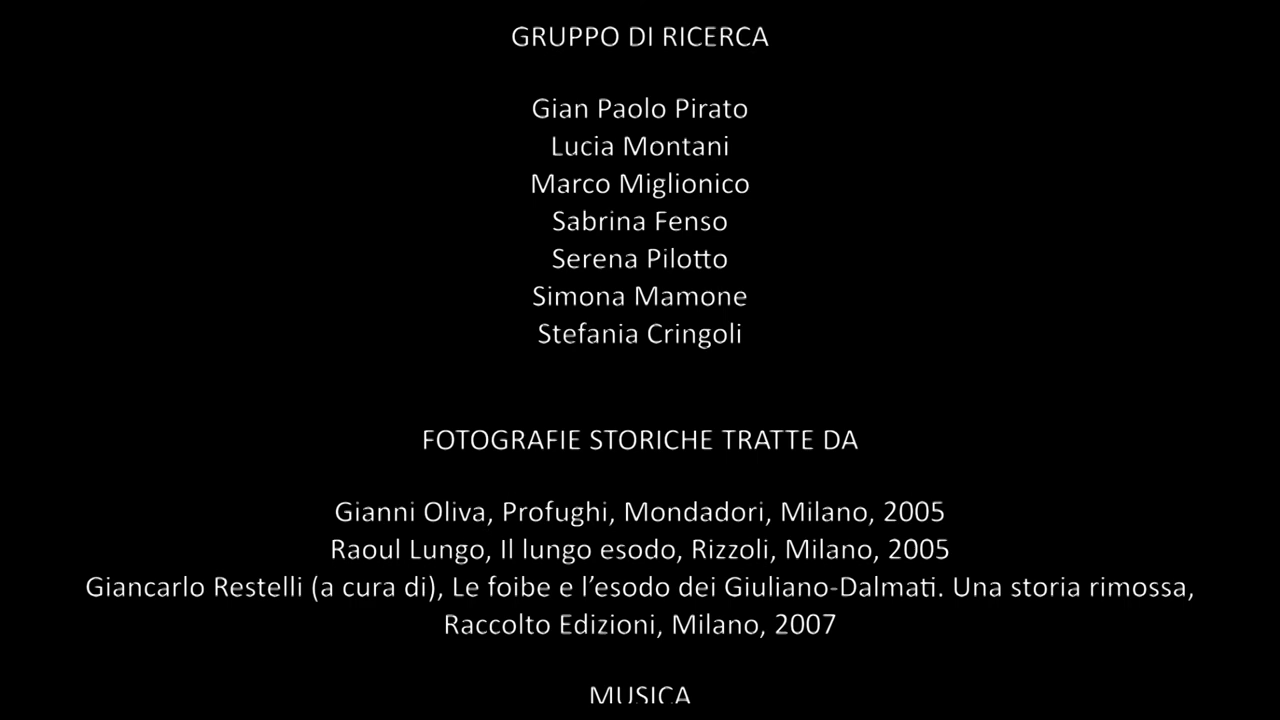 GRUPPO DI RICERCA
Gian Paolo Pirato
Lucia Montani
Marco Miglionico
Sabrina Fenso
Serena Pilotto
Simona Mamone
Stefania Cringoli
FOTOGRAFIE STORICHE TRATTE DA
Gianni Oliva, Profughi, Mondadori, Milano, 2005
Raoul Lungo, Il lungo esodo, Rizzoli, Milano, 2005
Giancarlo Restelli (a cura di), Le foibe e l’esodo dei Giuliano-Dalmati. Una storia rimossa,
Raccolto Edizioni, Milano, 2007
MUSICA